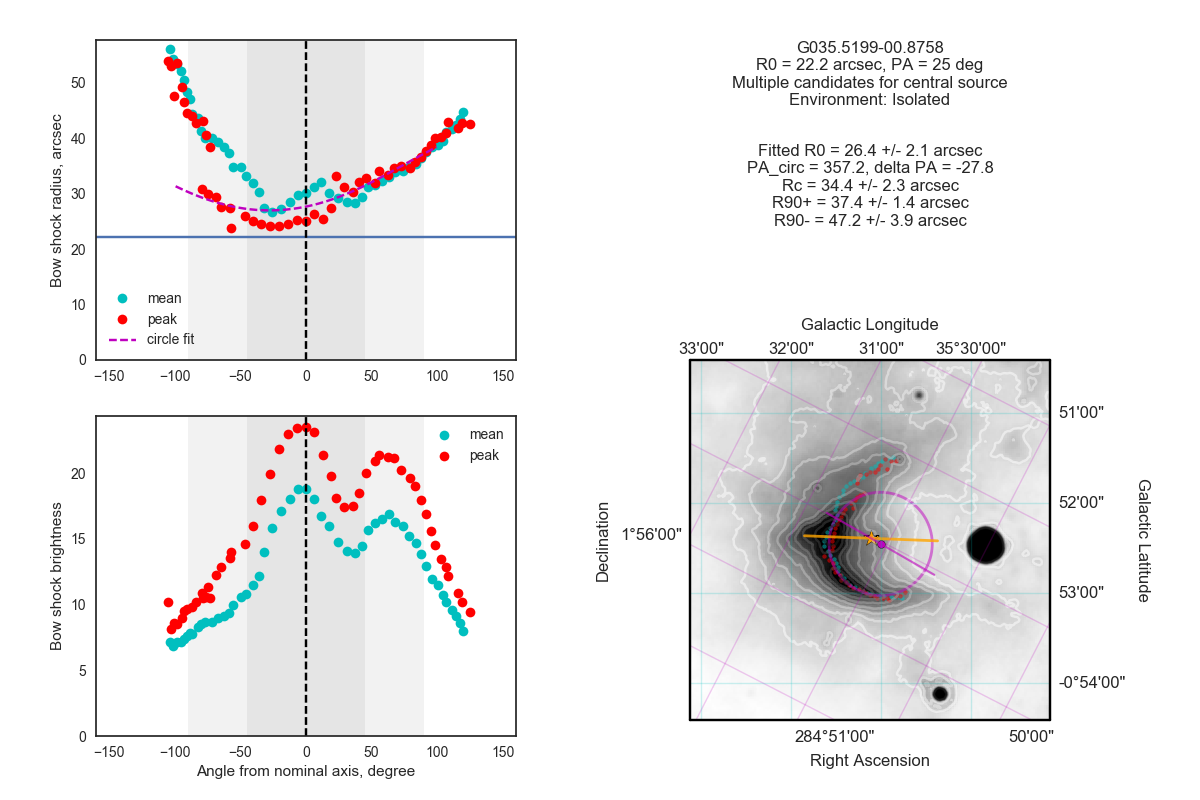 Bow shock radius, arcsec
50
40
30
20
10
0
mean
peak
circle fit
−150
−100
−50
0
50
100
150
Bow shock brightness
20
15
10
5
0
mean
peak
−150
−100
−50
0
50
100
150
Angle from nominal axis, degree
G035.5199-00.8758
R0 = 22.2 arcsec, PA = 25 deg
Multiple candidates for central source
Environment: Isolated
Fitted R0 = 26.4 +/- 2.1 arcsec
PA_circ = 357.2, delta PA = -27.8
Rc = 34.4 +/- 2.3 arcsec
R90+ = 37.4 +/- 1.4 arcsec
R90- = 47.2 +/- 3.9 arcsec
Galactic Longitude
33'00" 32'00" 31'00" 35°30'00"
51'00"
52'00"
53'00"
-0°54'00"
Galactic Latitude
Declination
1°56'00"
284°51'00" 50'00"
Right Ascension